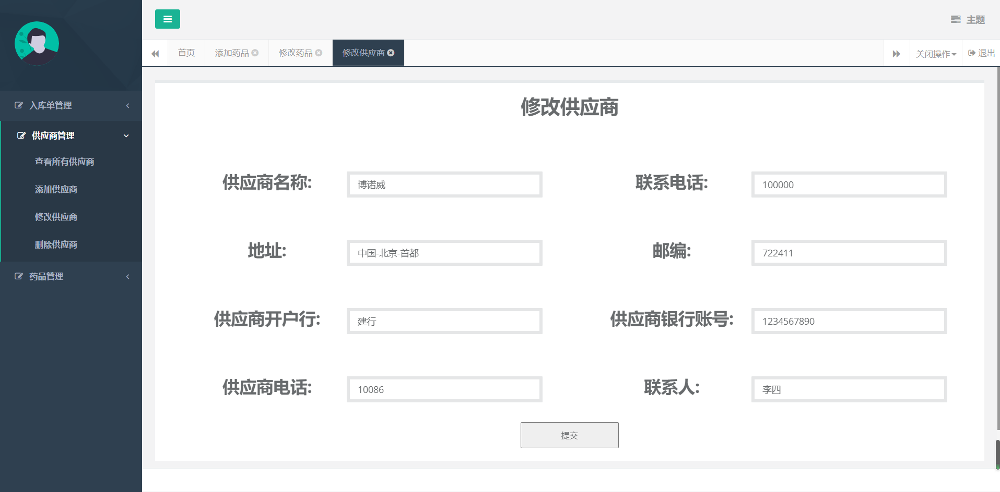 主题
首页
添加药品
修改药品
修改供应商
关闭操作
退出
入库单管理
供应商管理
查看所有供应商
添加供应商
修改供应商
删除供应商
药品管理
修改供应商
供应商名称: 博诺威
联系电话: 100000
地址: 中国-北京-首都
邮编: 722411
供应商开户行: 建行
供应商银行账号: 1234567890
供应商电话: 10086
联系人: 李四
提交